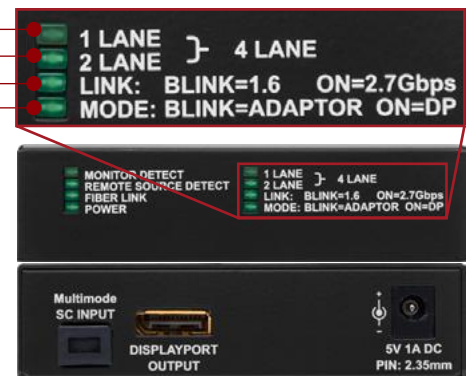 1 LANE
2 LANE } 4 LANE
LINK: BLINK=1.6 ON=2.7Gbps
MODE: BLINK=ADAPTOR ON=DP
MONITOR DETECT
REMOTE SOURCE DETECT
FIBER LINK
POWER
1 LANE
2 LANE } 4 LANE
LINK: BLINK=1.6 ON=2.7Gbps
MODE: BLINK=ADAPTOR ON=DP
Multimode
SC INPUT
DISPLAYPORT
OUTPUT
+
-
5V 1A DC
PIN: 2.35mm